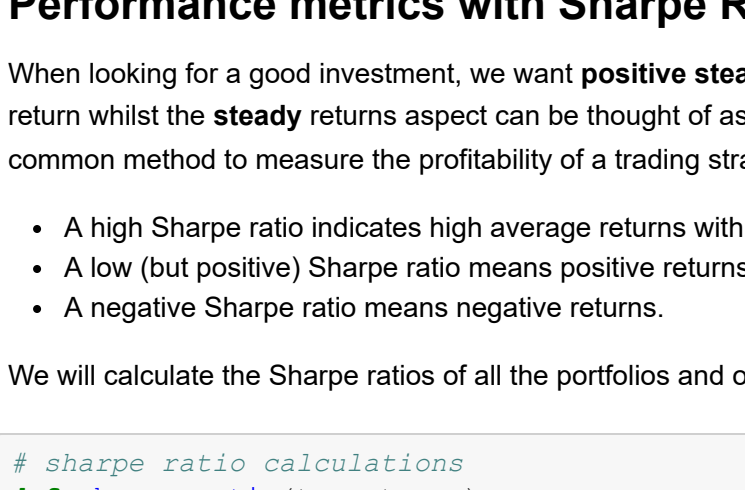 Performance metrics with Sharpe
When looking for a good investment, we want positive
return whilst the steady returns aspect can be thought of as
common method to measure the profitability of a trading
• A high Sharpe ratio indicates high average returns with
• A low (but positive) Sharpe ratio means positive returns
• A negative Sharpe ratio means negative returns.
We will calculate the Sharpe ratios of all the portfolios and
# sharpe ratio calculations